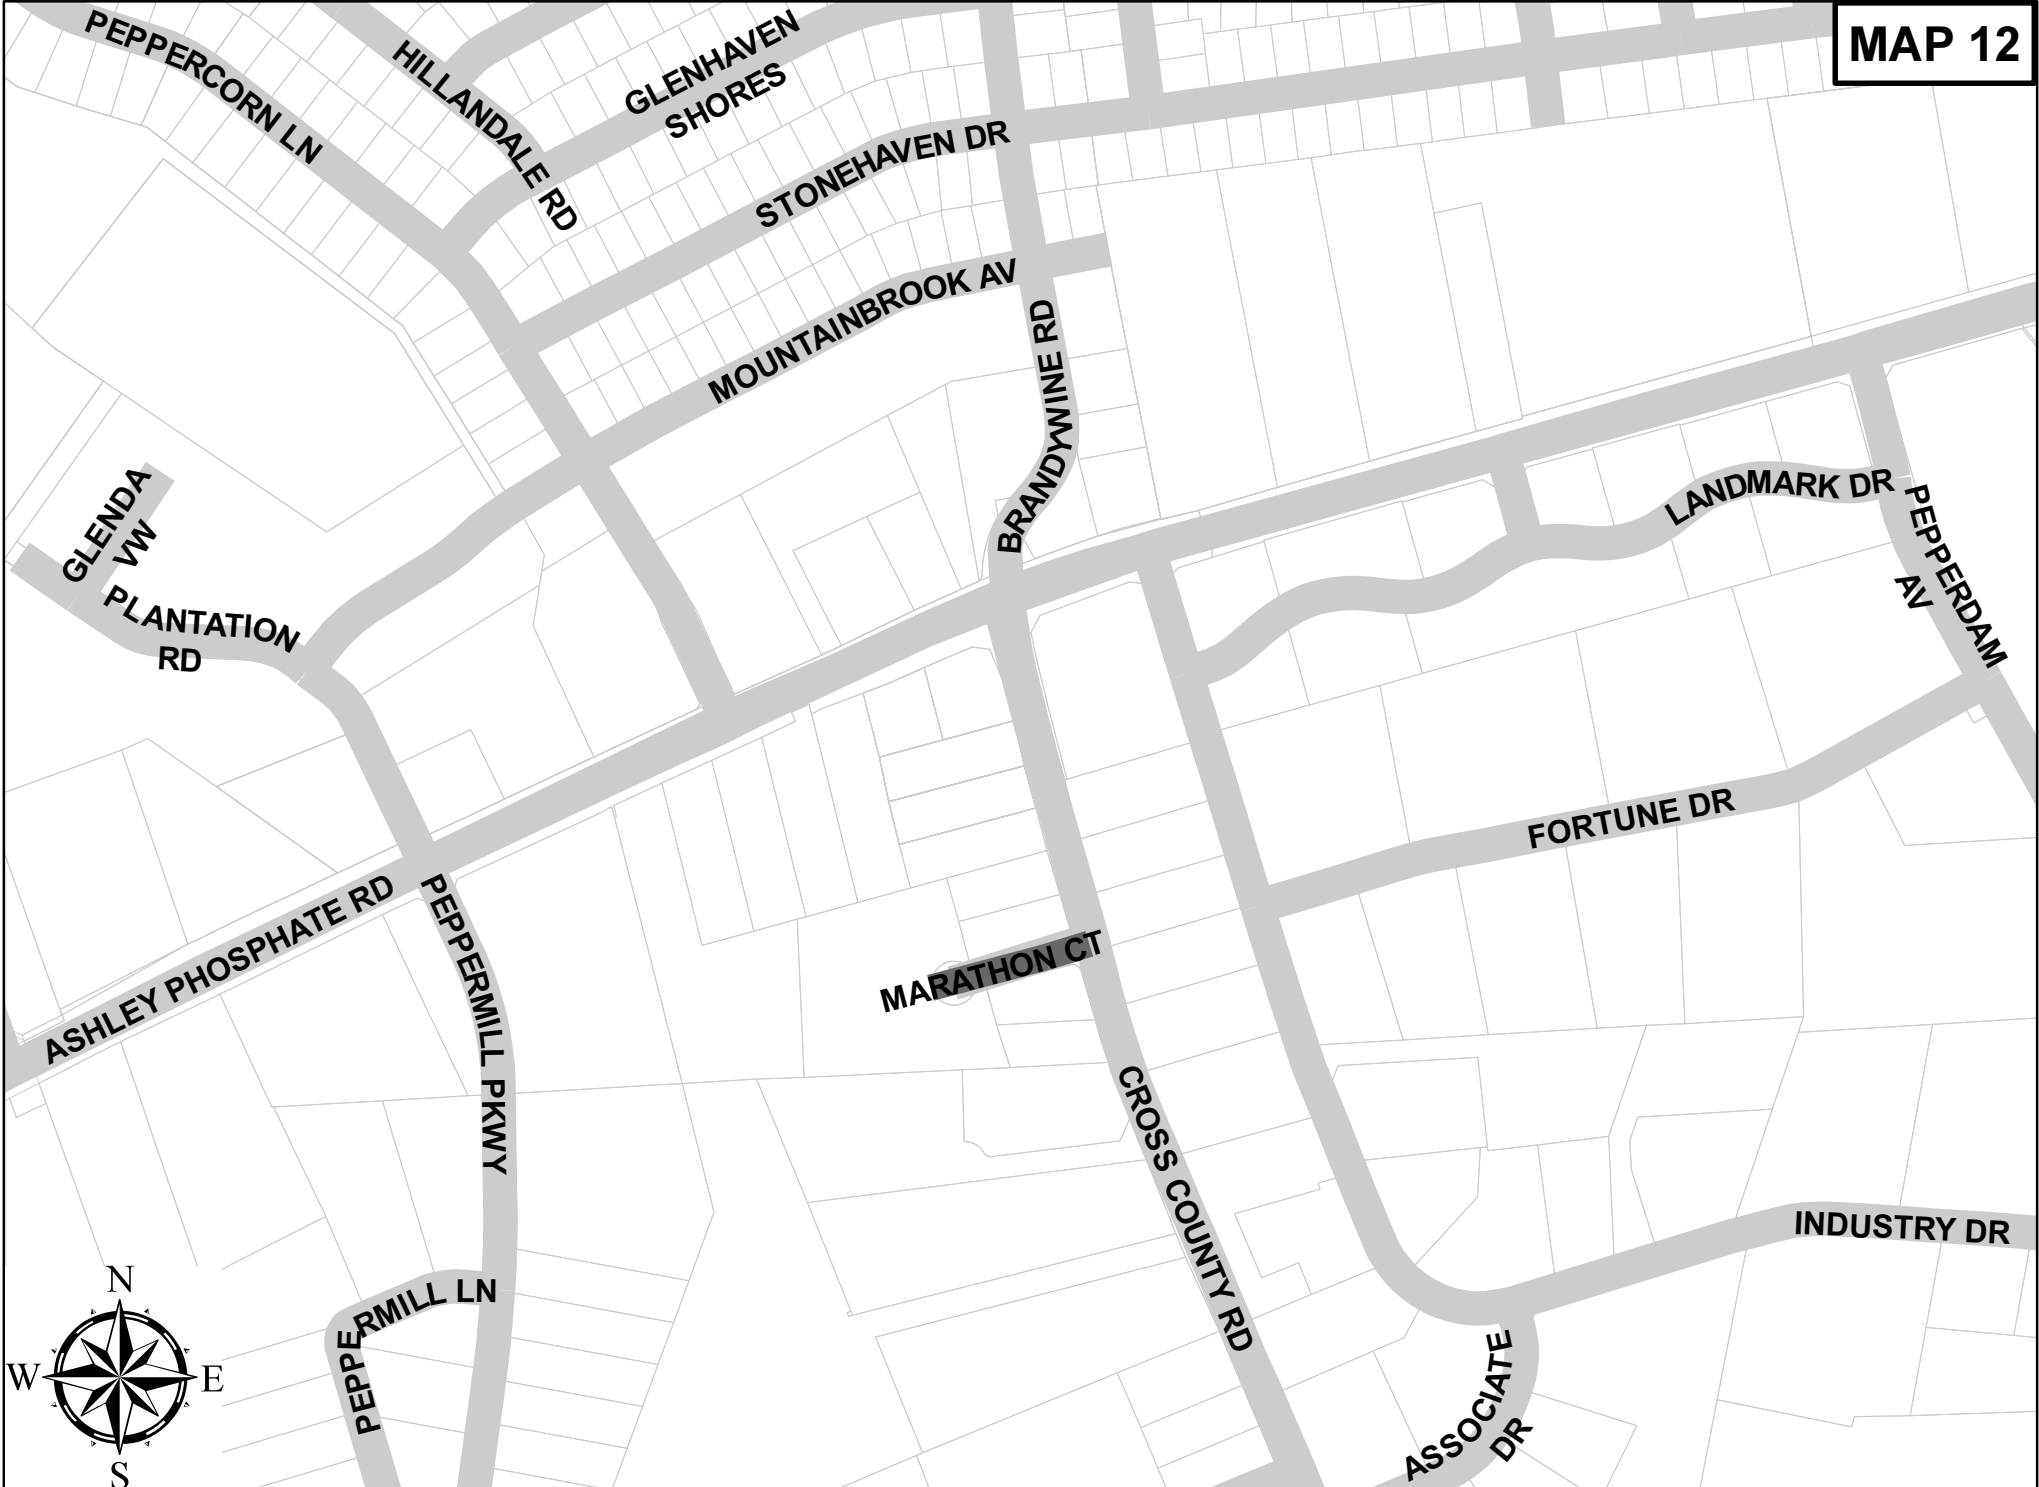 MAP 12
PEPPERCORN LN
HILLANDALE RD
GLENHAVEN
SHORES
STONEHAVEN DR
MOUNTAINBROOK AV
BRANDYWINE RD
GLENDA
VW
PLANTATION
RD
LANDMARK DR
PEPPERDAM
AV
FORTUNE DR
ASHLEY PHOSPHATE RD
PEPPERMILL PKWY
MARATHON CT
CROSS COUNTY RD
INDUSTRY DR
PEPPERMILL LN
ASSOCIATE
DR
N
W
E
S